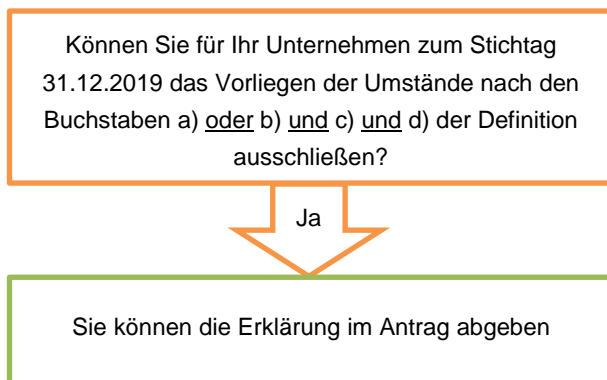 Können Sie für Ihr Unternehmen zum Stichtag
31.12.2019 das Vorliegen der Umstände nach den
Buchstaben a) oder b) und c) und d) der Definition
ausschließen?
Ja
Sie können die Erklärung im Antrag abgeben